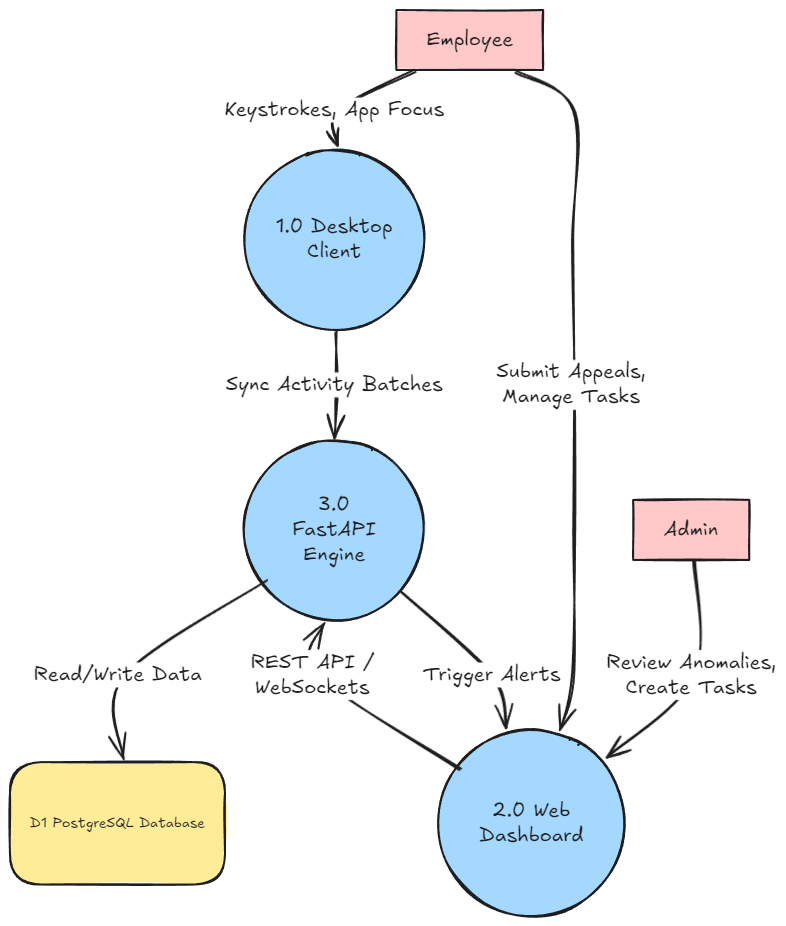 Employee
Keystrokes, App Focus
1.0 Desktop
Client
Sync Activity Batches
Submit Appeals,
Manage Tasks
3.0
FastAPI
Engine
Admin
Read/Write Data
REST API /
WebSockets
Trigger Alerts
Review Anomalies,
Create Tasks
D1 PostgreSQL Database
2.0 Web
Dashboard